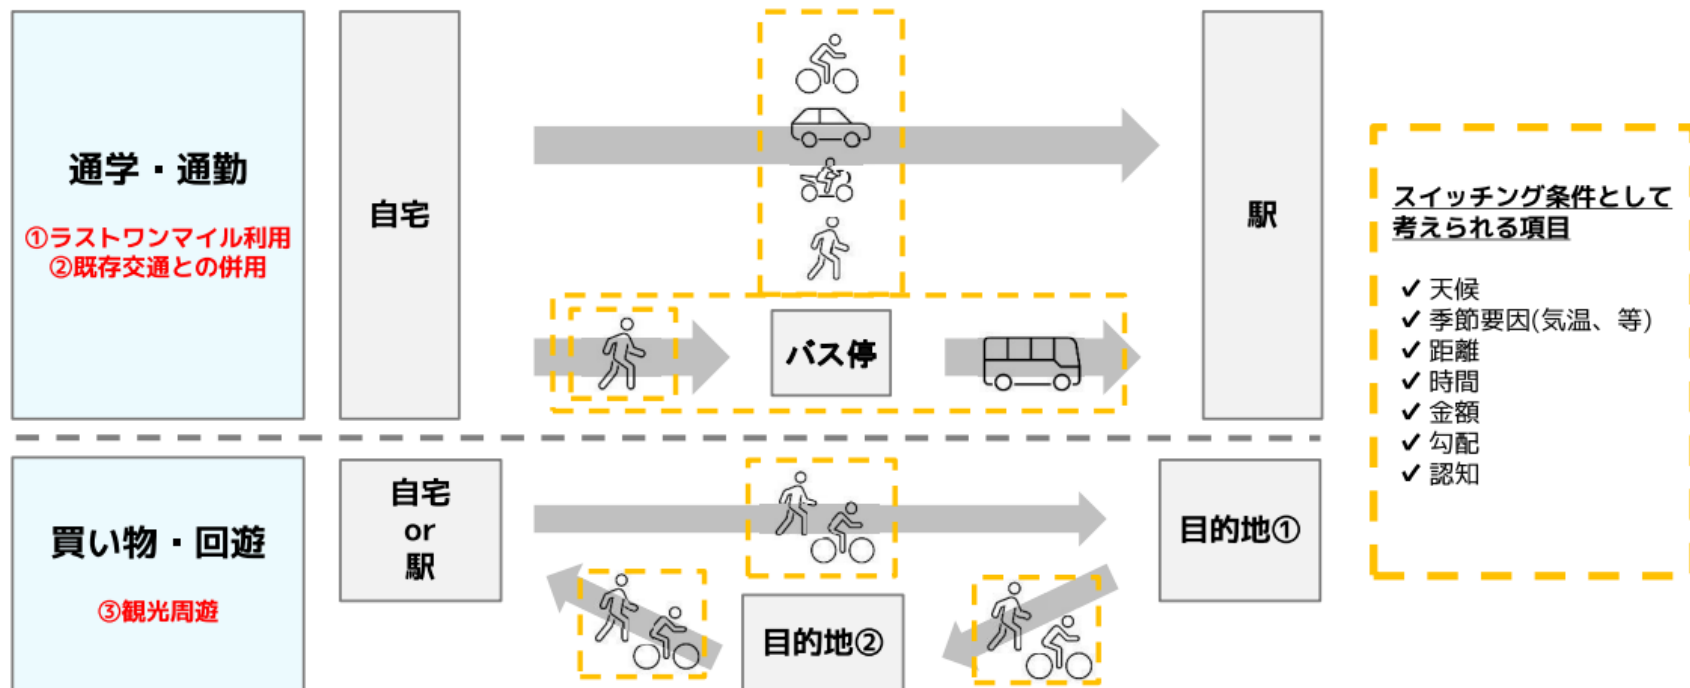 通学・通勤
①ラストワンマイル利用
②既存交通との併用
自宅
駅
バス停
買い物・回遊
③観光周遊
自宅
or
駅
目的地①
目的地②
スイッチング条件として
考えられる項目
✓ 天候
✓ 季節要因(気温、等)
✓ 距離
✓ 時間
✓ 金額
✓ 勾配
✓ 認知